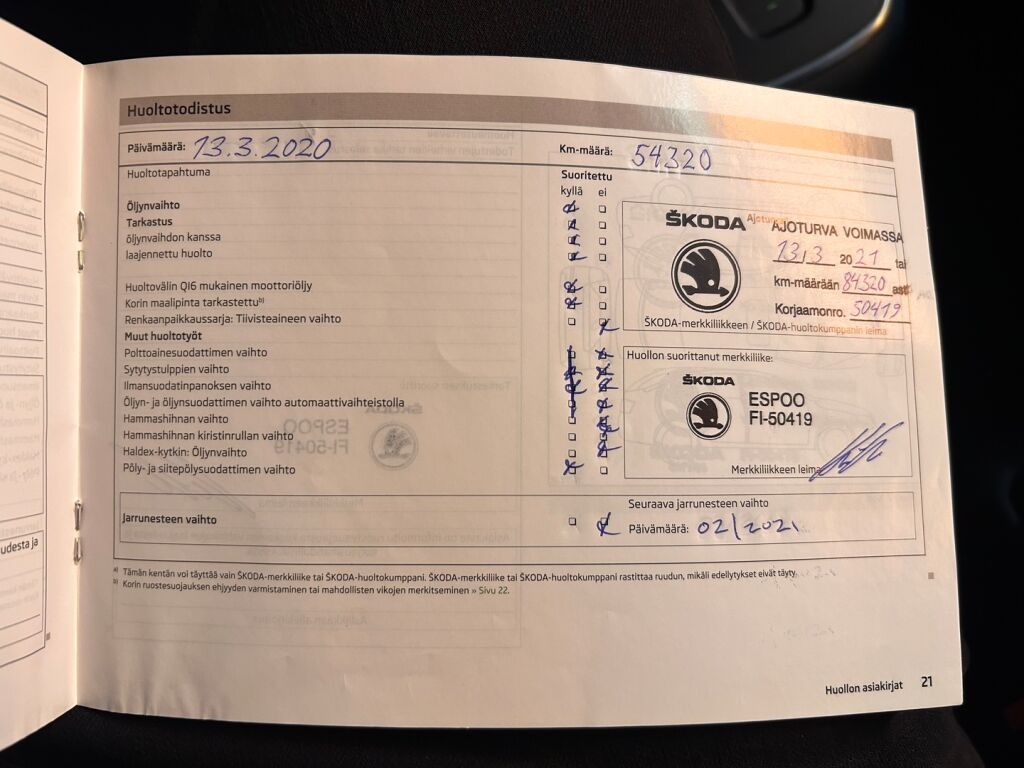 Huoltotodistus
Päivämäärä: 13.3.2020 Km-määrä: 54320
Huoltotapahtuma Suoritettu
kyllä ei
Öljynvaihto
Tarkastus
öljynvaihdon kanssa
laajennettu huolto
Huoltovälin QI6 mukainen moottoriöljy
Korin maalipinta tarkastettu b)
Renkaanpaikkaussarja: Tiivisteaineen vaihto
Muut huoltotyöt
Polttoainesuodattimen vaihto
Sytytystulppien vaihto
Ilmansuodatinpanoksen vaihto
Öljyn- ja öljynsuodattimen vaihto automaattivaihteistolla
Hammashihnan vaihto
Hammashihnan kiristinrullan vaihto
Haldex-kytkin: Öljynvaihto
Pöly- ja siitepölysuodattimen vaihto
ŠKODA
AJOTURVA VOIMASSA
13.3 2021 tai
km-määrään 84320 asti
Korjaamonro. 50419
ŠKODA-merkkiliikkeen / ŠKODA-huoltokumppanin leima
Huollon suorittanut merkkiliike:
ŠKODA
ESPOO
FI-50419
Merkkiliikkeen leima
Jarrunesteen vaihto
Seuraava jarrunesteen vaihto
Päivämäärä: 02/2021
a) Tämän kentän voi täyttää vain ŠKODA-merkkiliike tai ŠKODA-huoltokumppani. ŠKODA-merkkiliike tai ŠKODA-huoltokumppani rastittaa ruudun, mikäli edellytykset eivät täyty.
b) Korin ruostesuojauksen ehjyyden varmistaminen tai mahdollisten vikojen merkitseminen » Sivu 22.
Huollon asiakirjat 21
udesta ja